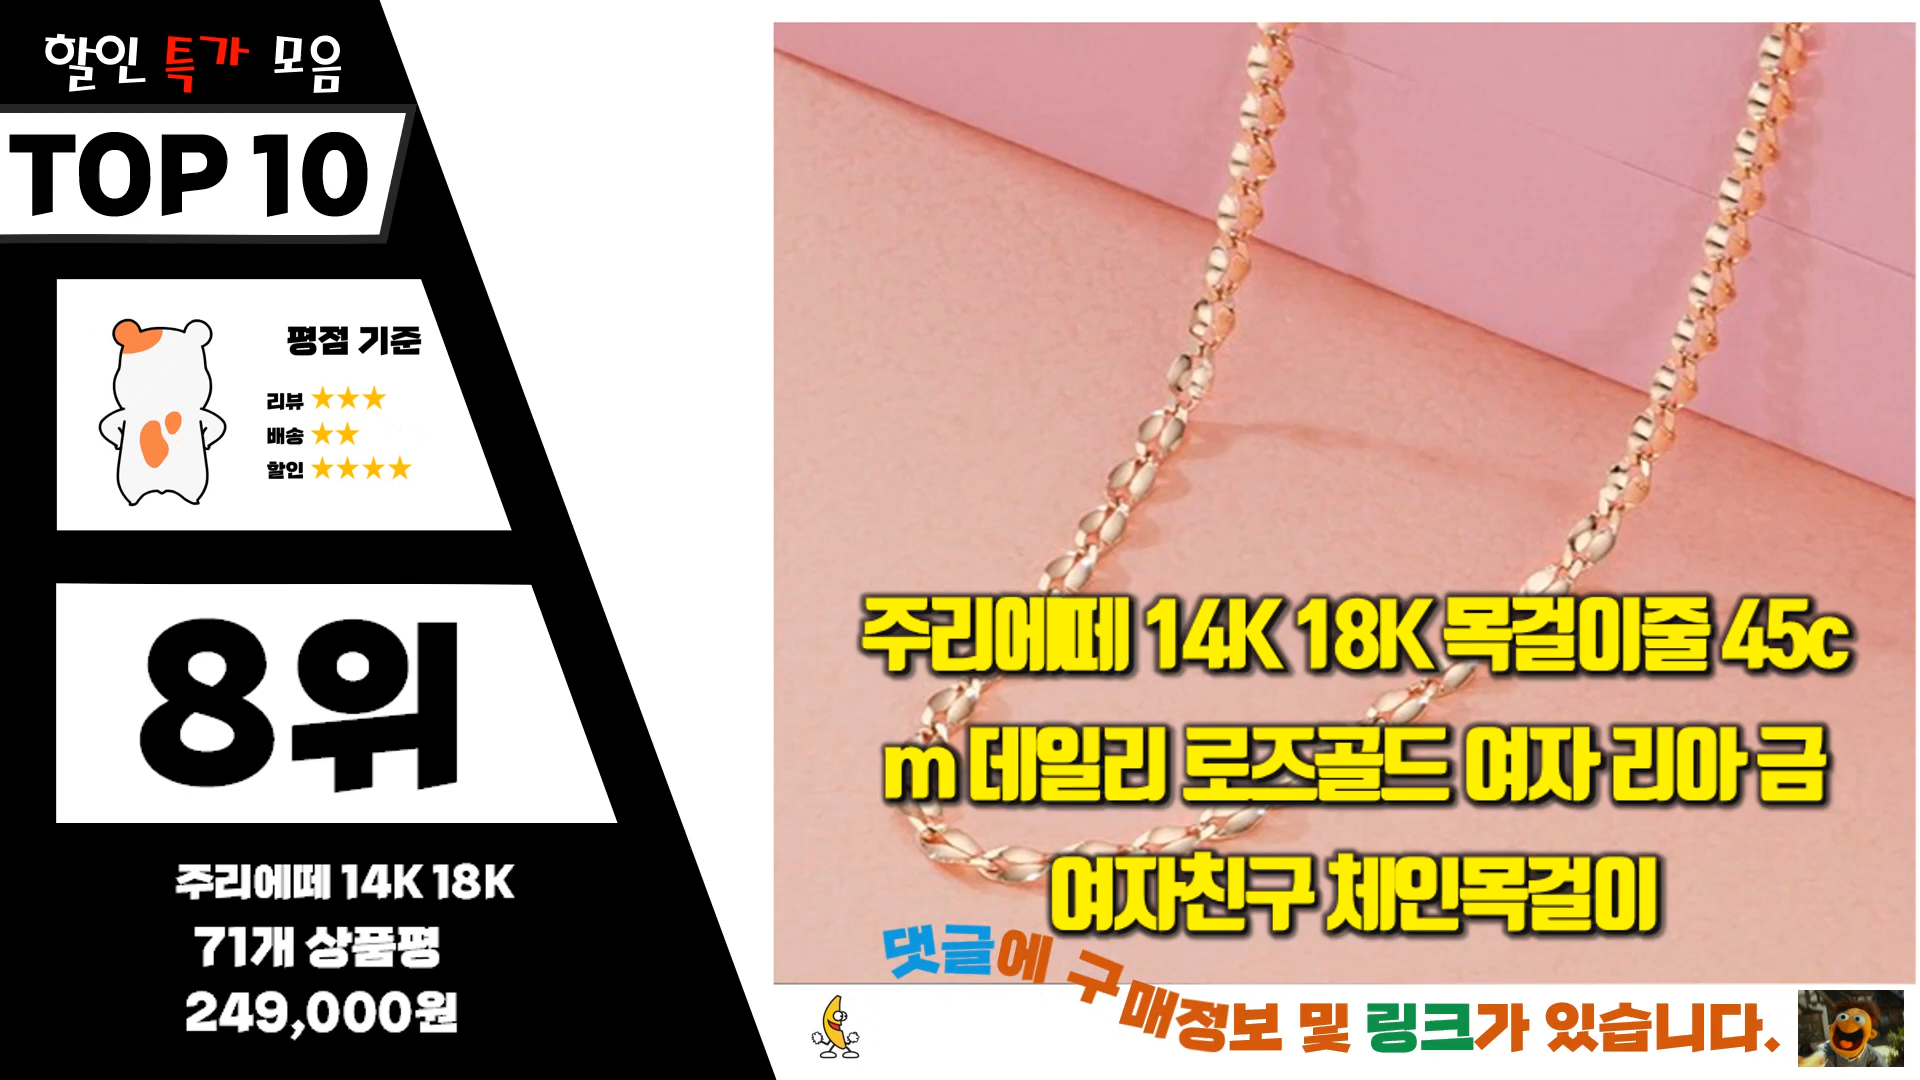 할인 특가 모음
TOP 10
평점 기준
리뷰 ★★★
배송 ★★
할인 ★★★★
8위
주리에떼 14K 18K
71개 상품평
249,000원
주리에떼 14K 18K 목걸이줄 45c
m 데일리 로즈골드 여자 리아 금
여자친구 체인목걸이
댓글에 구매정보 및 링크가 있습니다.